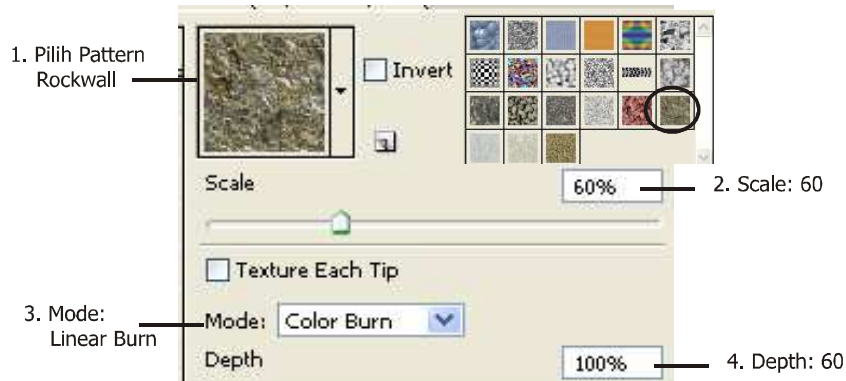 1. Pilih Pattern
Rockwall
Invert
Scale
60%
2. Scale: 60
Texture Each Tip
3. Mode:
Linear Burn
Mode: Color Burn
Depth
100%
4. Depth: 60